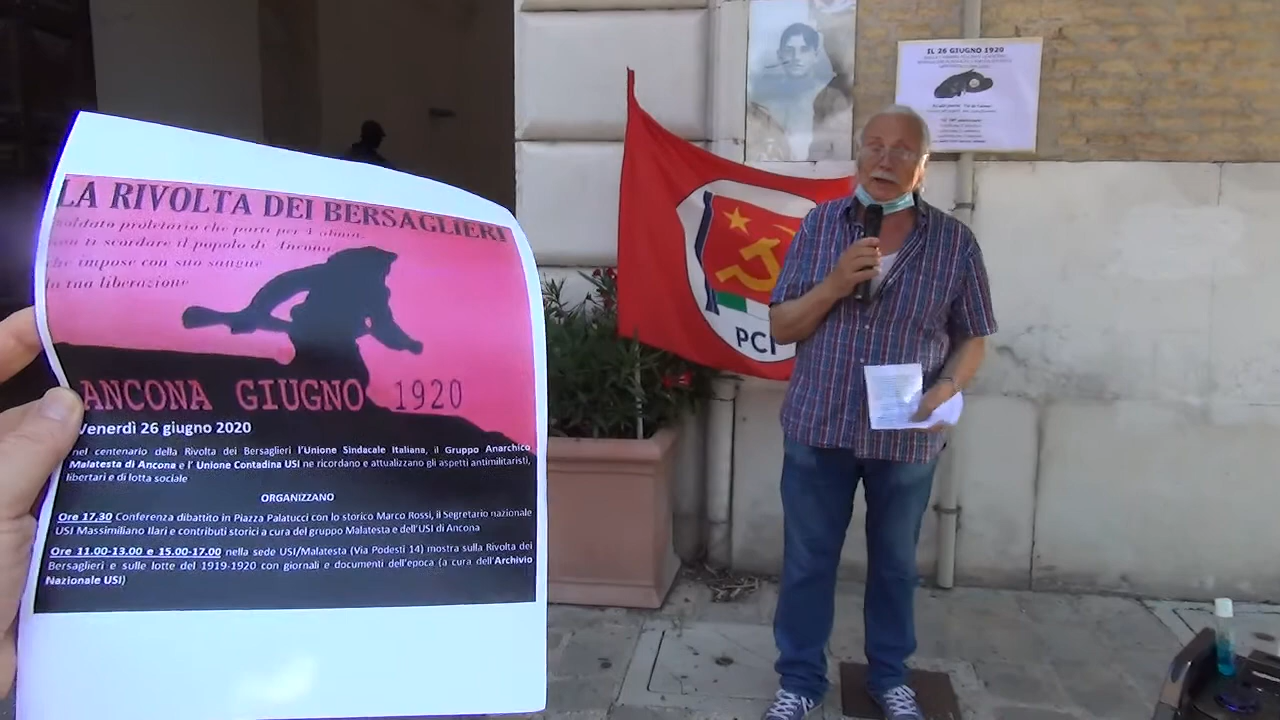 LA RIVOLTA DEI BERSAGLIERI
soldato proletario che parti per
non ti scordare il popolo di Ancona
che impose con suo sangue
la tua liberazione
ANCONA GIUGNO 1920
Venerdì 26 giugno 2020
nel centenario della Rivolta dei Bersaglieri l'Unione Sindacale Italiana, il Gruppo Anarchico
Malatesta di Ancona e l' Unione Contadina USI ne ricordano e attualizzano gli aspetti antimilitaristi,
libertari e di lotta sociale
ORGANIZZANO
Ore 17.30 Conferenza dibattito in Piazza Palatucci con lo storico Marco Rossi, il Segretario nazionale
USI Massimiliano Ilari e contributi storici a cura del gruppo Malatesta e dell'USI di Ancona
Ore 11.00-13.00 e 15.00-17.00 nella sede USI/Malatesta (Via Podesti 14) mostra sulla Rivolta dei
Bersaglieri e sulle lotte del 1919-1920 con giornali e documenti dell'epoca (a cura dell'Archivio
Nazionale USI)
IL 26 GIUGNO 1920
PCI